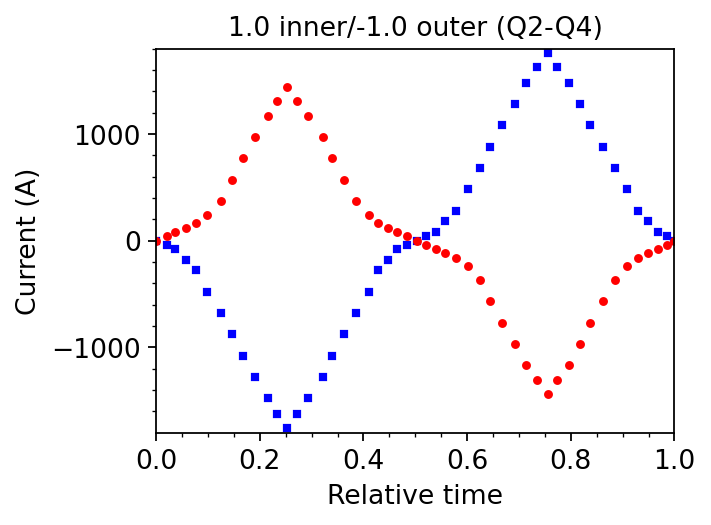 1.0 inner/-1.0 outer (Q2-Q4)
Current (A)
1000
0
−1000
0.0 0.2 0.4 0.6 0.8 1.0
Relative time